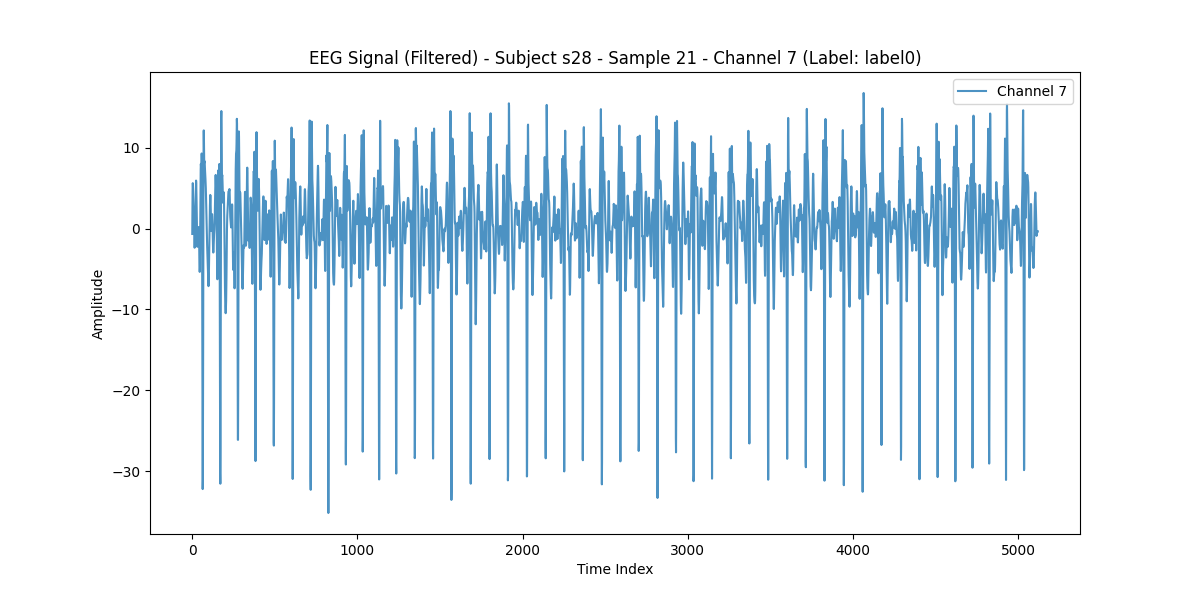 EEG Signal (Filtered) - Subject s28 - Sample 21 - Channel 7 (Label: label0)
Channel 7
10
0
−10
−20
−30
Amplitude
0 1000 2000 3000 4000 5000
Time Index